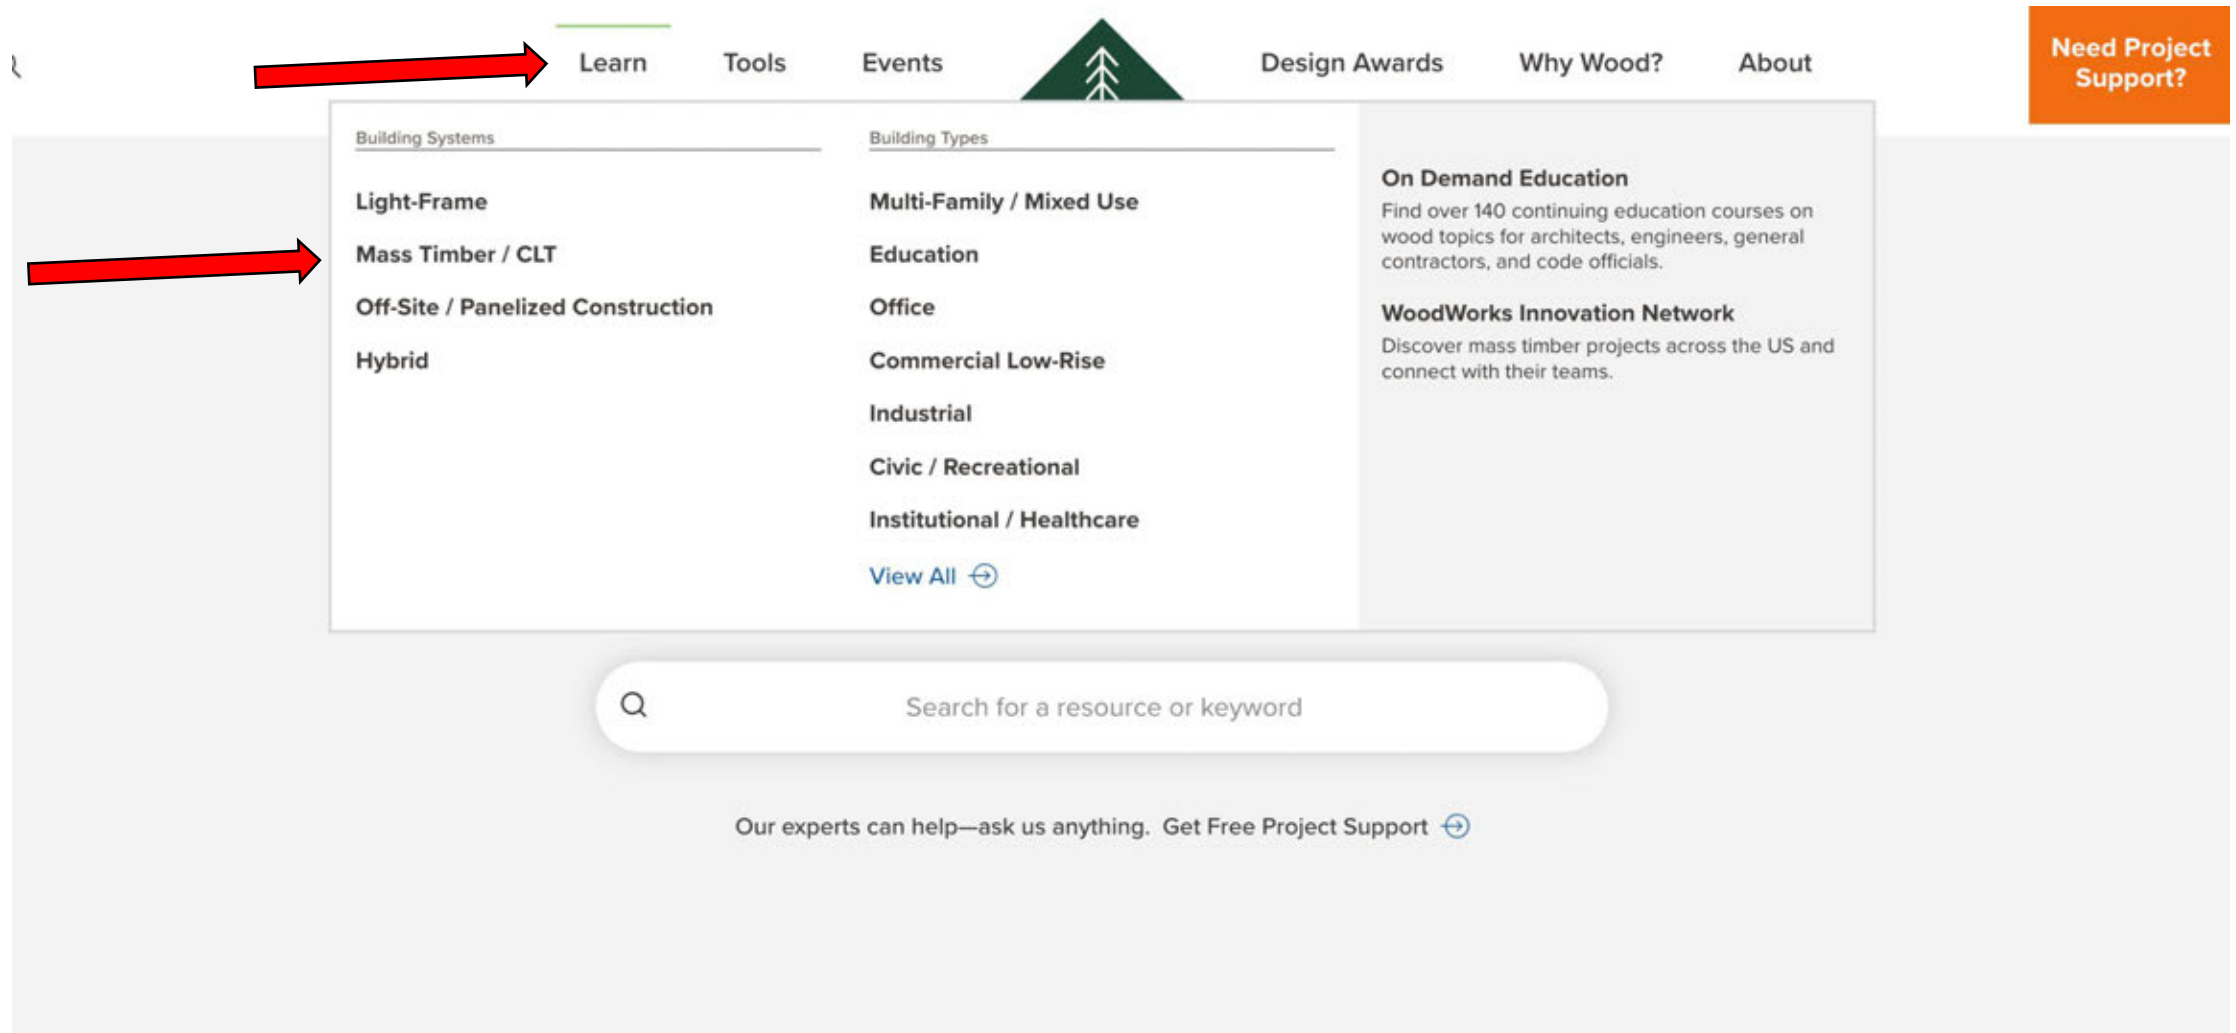 Learn
Tools
Events
Design Awards
Why Wood?
About
Need Project
Support?
Building Systems
Light-Frame
Mass Timber / CLT
Off-Site / Panelized Construction
Hybrid
Building Types
Multi-Family / Mixed Use
Education
Office
Commercial Low-Rise
Industrial
Civic / Recreational
Institutional / Healthcare
View All
On Demand Education
Find over 140 continuing education courses on
wood topics for architects, engineers, general
contractors, and code officials.
WoodWorks Innovation Network
Discover mass timber projects across the US and
connect with their teams.
Search for a resource or keyword
Our experts can help—ask us anything. Get Free Project Support